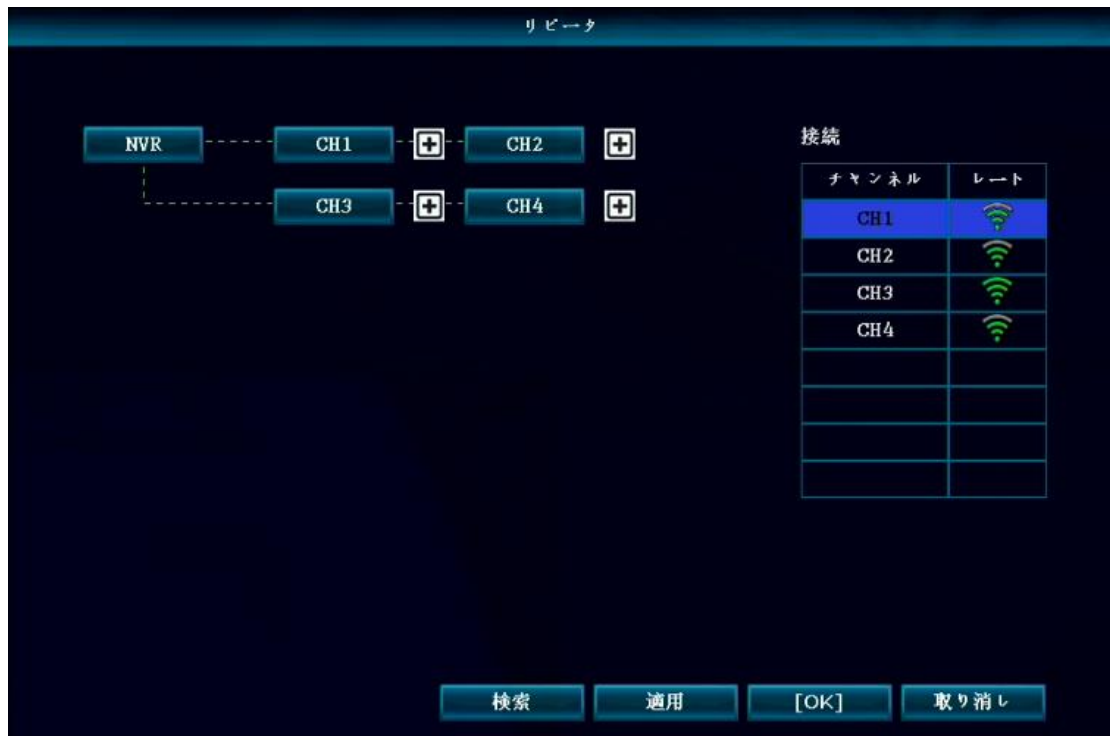 リピータ
NVR CH1 CH2
CH3 CH4
接続
チャンネル レート
CH1
CH2
CH3
CH4
検索 適用 [OK] 取り消し